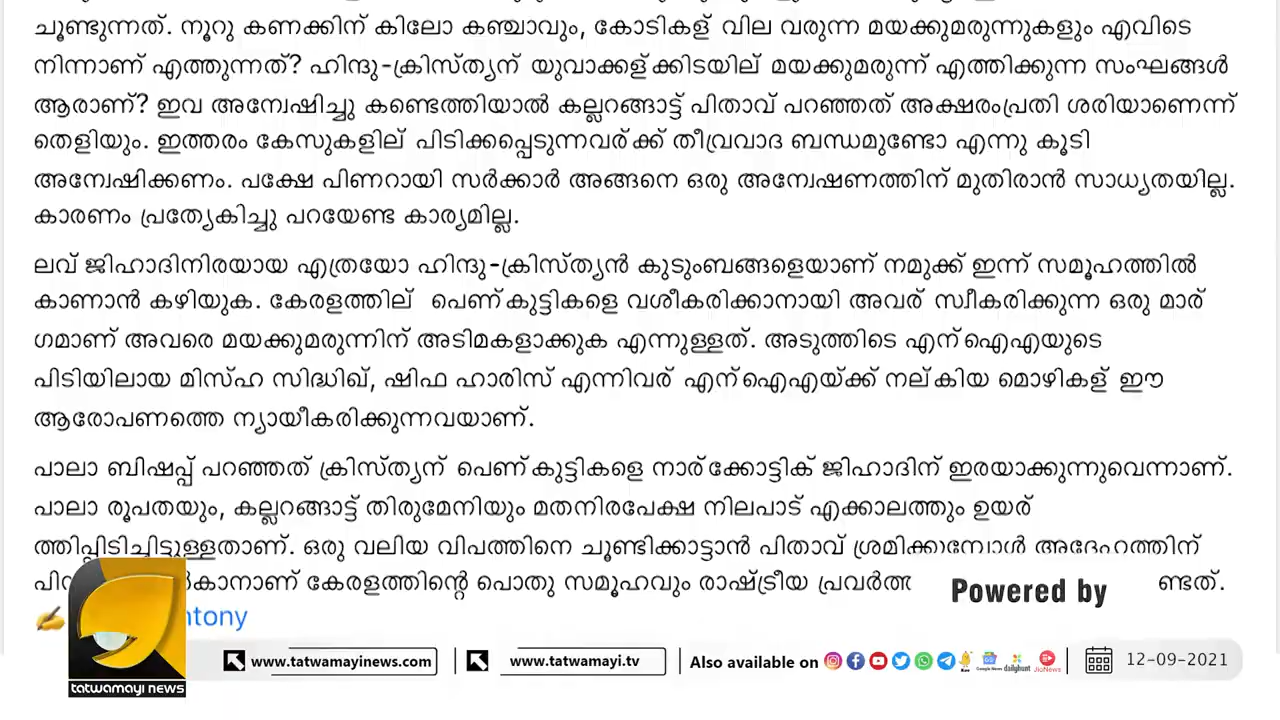 ചൂണ്ടുന്നത്. നൂറു കണക്കിന് കിലോ കഞ്ചാവും, കോടികള് വില വരുന്ന മയക്കുമരുന്നുകളും എവിടെ
നിന്നാണ് എത്തുന്നത്? ഹിന്ദു-ക്രിസ്ത്യന് യുവാക്കള്ക്കിടയില് മയക്കുമരുന്ന് എത്തിക്കുന്ന സംഘങ്ങൾ
ആരാണ്? ഇവ അന്വേഷിച്ചു കണ്ടെത്തിയാൽ കല്ലറങ്ങാട്ട് പിതാവ് പറഞ്ഞത് അക്ഷരംപ്രതി ശരിയാണെന്ന്
തെളിയും. ഇത്തരം കേസുകളില് പിടിക്കപ്പെടുന്നവര്ക്ക് തീവ്രവാദ ബന്ധമുണ്ടോ എന്നു കൂടി
അന്വേഷിക്കണം. പക്ഷേ പിണറായി സർക്കാർ അങ്ങനെ ഒരു അന്വേഷണത്തിന് മുതിരാൻ സാധ്യതയില്ല.
കാരണം പ്രത്യേകിച്ചു പറയേണ്ട കാര്യമില്ല.
ലവ് ജിഹാദിനിരയായ എത്രയോ ഹിന്ദു-ക്രിസ്ത്യൻ കുടുംബങ്ങളെയാണ് നമുക്ക് ഇന്ന് സമൂഹത്തിൽ
കാണാൻ കഴിയുക. കേരളത്തില് പെണ്കുട്ടികളെ വശീകരിക്കാനായി അവര് സ്വീകരിക്കുന്ന ഒരു മാര്
ഗമാണ് അവരെ മയക്കുമരുന്നിന് അടിമകളാക്കുക എന്നുള്ളത്. അടുത്തിടെ എന്ഐഎയുടെ
പിടിയിലായ മിസ്ഹ സിദ്ധിഖ്, ഷിഫ ഹാരിസ് എന്നിവര് എന്ഐഎയ്ക്ക് നല്കിയ മൊഴികള് ഈ
ആരോപണത്തെ ന്യായീകരിക്കുന്നവയാണ്.
പാലാ ബിഷപ്പ് പറഞ്ഞത് ക്രിസ്ത്യന് പെണ്കുട്ടികളെ നാര്ക്കോട്ടിക് ജിഹാദിന് ഇരയാക്കുന്നുവെന്നാണ്.
പാലാ രൂപതയും, കല്ലറങ്ങാട്ട് തിരുമേനിയും മതനിരപേക്ഷ നിലപാട് എക്കാലത്തും ഉയര്
ത്തിപ്പിടിച്ചിട്ടുള്ളതാണ്. ഒരു വലിയ വിപത്തിനെ ചൂണ്ടിക്കാട്ടാൻ പിതാവ് ശ്രമിക്കുമ്പോൾ അദ്ദേഹത്തിന്
കേരളത്തിന്റെ പൊതു സമൂഹവും രാഷ്ട്രീയ Powered by
tatwamayi news www.tatwamayinews.com www.tatwamayi.tv Also available on 12-09-2021